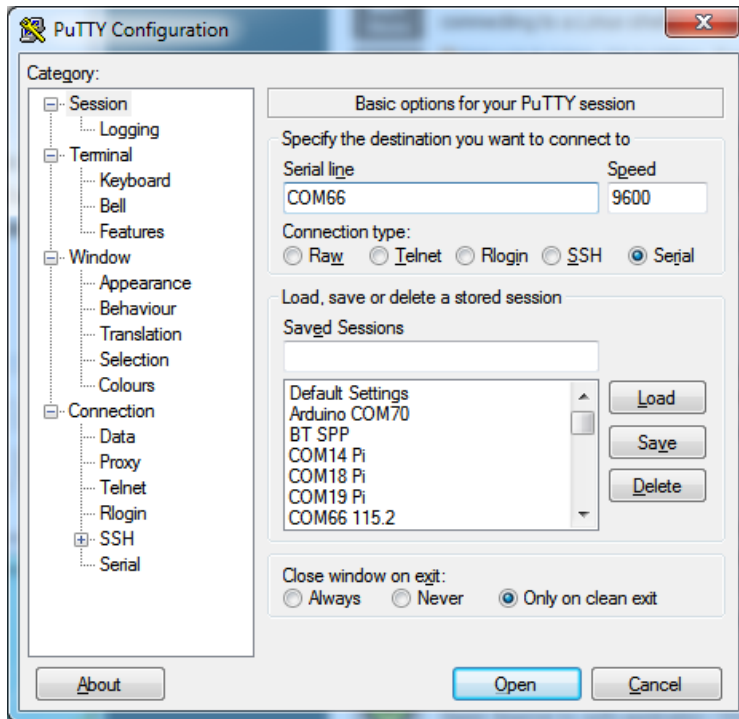 PuTTY Configuration
X
Category:
Session
Logging
Terminal
Keyboard
Bell
Features
Window
Appearance
Behaviour
Translation
Selection
Colours
Connection
Data
Proxy
Telnet
Rlogin
SSH
Serial
Basic options for your PuTTY session
Specify the destination you want to connect to
Serial line Speed
COM66 9600
Connection type:
Raw Telnet Rlogin SSH Serial
Load, save or delete a stored session
Saved Sessions
Default Settings
Arduino COM70
BT SPP
COM14 Pi
COM18 Pi
COM19 Pi
COM66 115.2
Load
Save
Delete
Close window on exit:
Always Never Only on clean exit
About Open Cancel